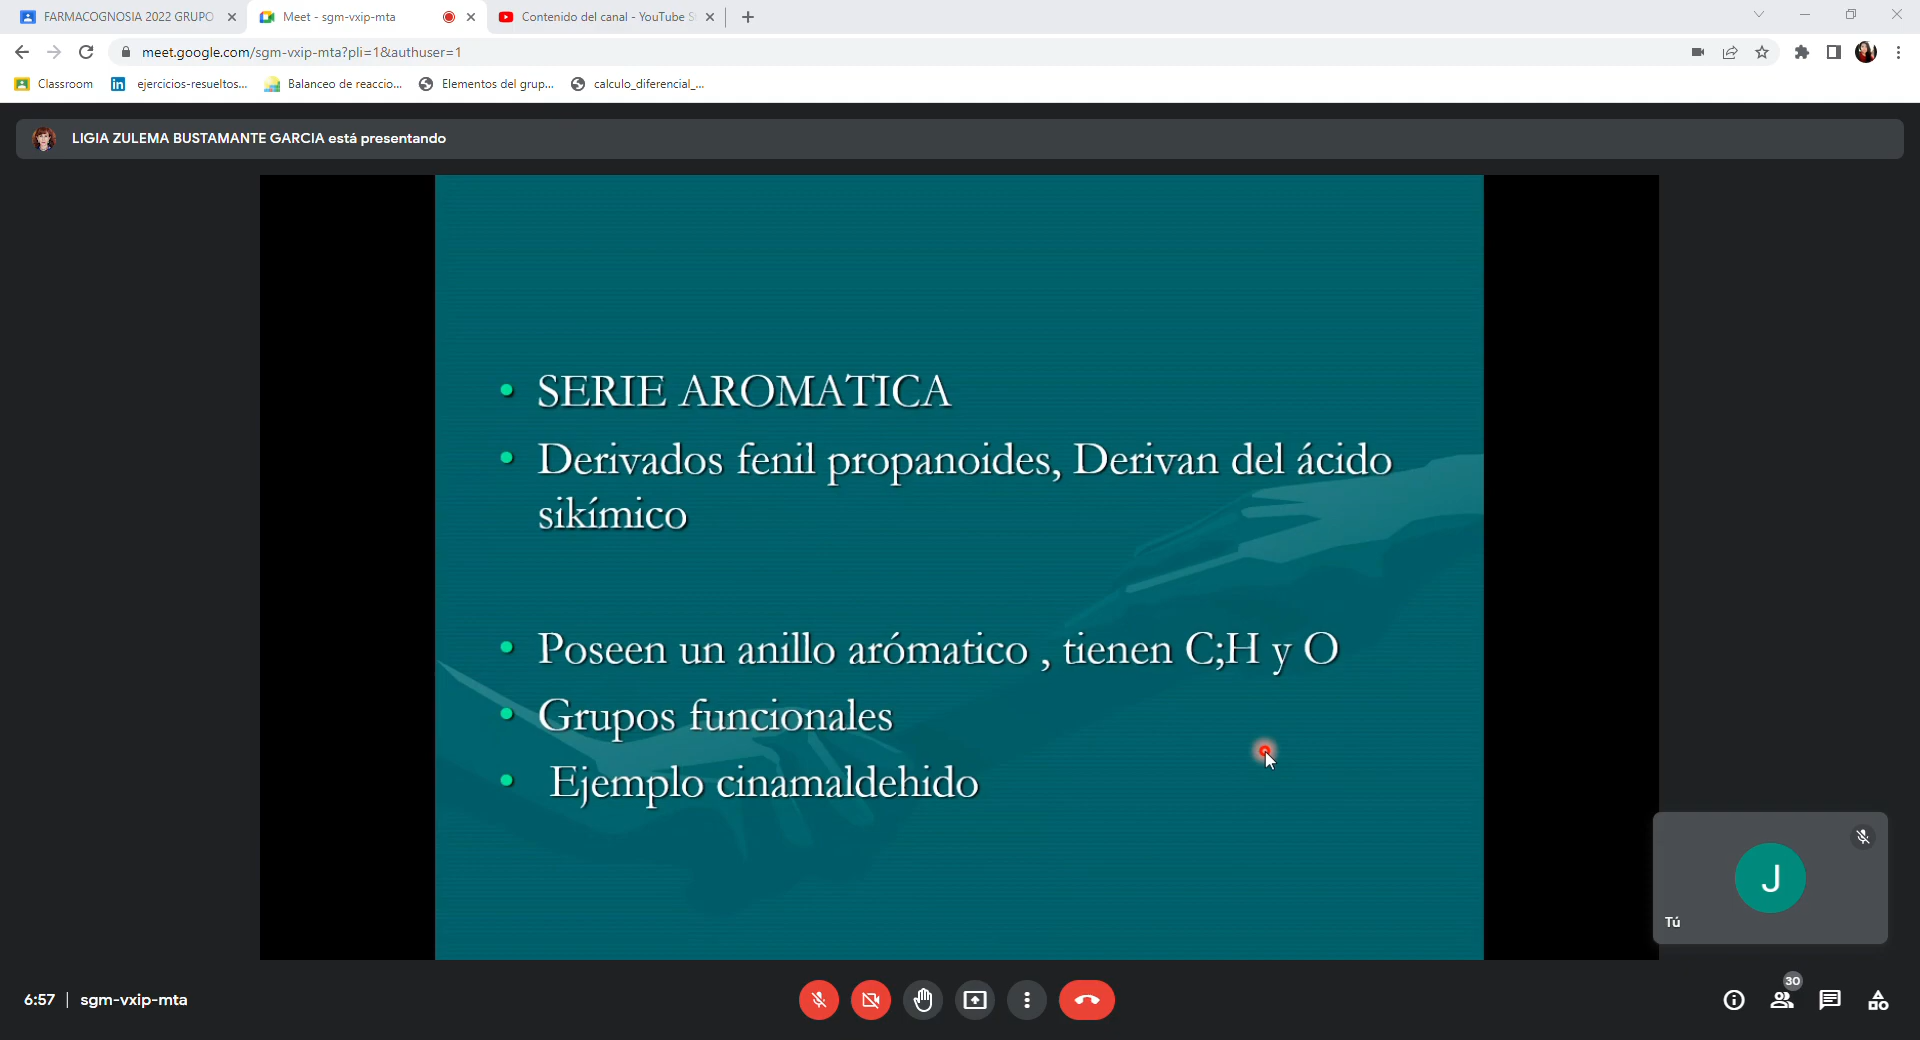 FARMACOGNOSIA 2022 GRUPO
Meet - sgm-vxip-mta
Contenido del canal - YouTube S
meet.google.com/sgm-vxip-mta?pli=1&authuser=1
Classroom
ejercicios-resueltos...
Balanceo de reaccio...
Elementos del grup...
calculo_diferencial_...
LIGIA ZULEMA BUSTAMANTE GARCIA está presentando
• SERIE AROMATICA
• Derivados fenil propanoides, Derivan del ácido
sikímico
• Poseen un anillo arómatico , tienen C;H y O
• Grupos funcionales
• Ejemplo cinamaldehido
J
Tú
6:57 | sgm-vxip-mta
30